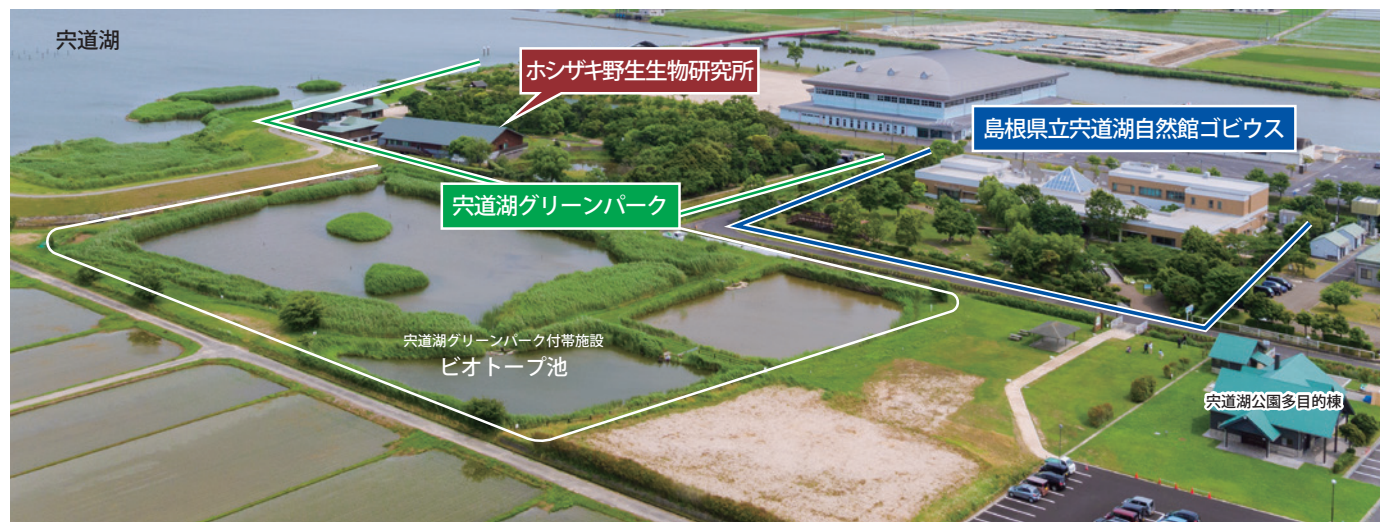 宍道湖
ホシザキ野生生物研究所
島根県立宍道湖自然館ゴビウス
宍道湖グリーンパーク
宍道湖グリーンパーク付帯施設
ビオトープ池
宍道湖公園多目的棟